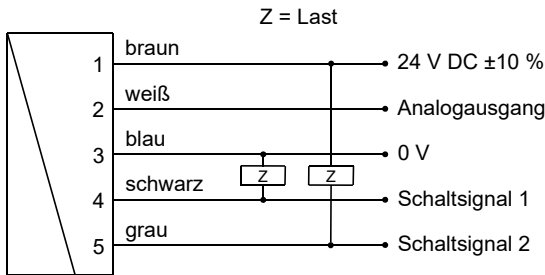 Z = Last
1 braun 24 V DC ±10 %
2 weiß Analogausgang
3 blau 0 V
Z Z
4 schwarz Schaltsignal 1
5 grau Schaltsignal 2